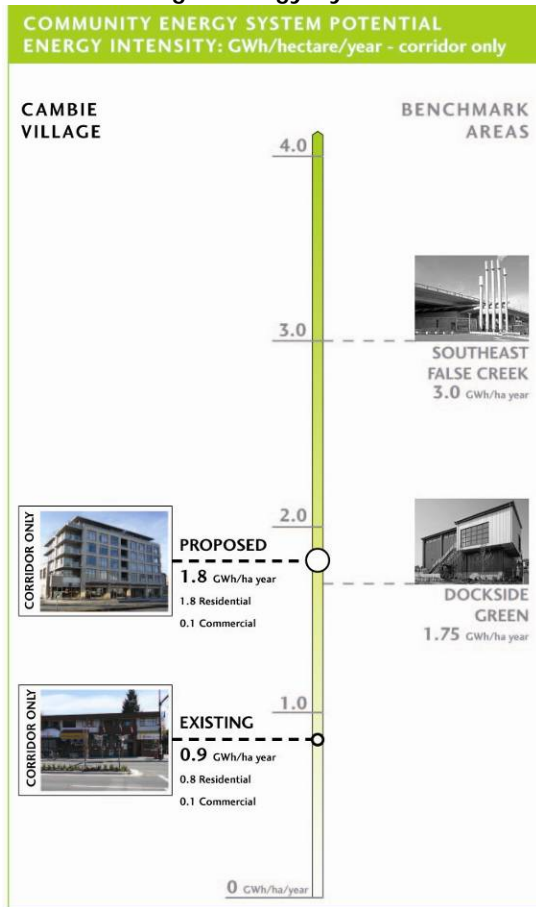 COMMUNITY ENERGY SYSTEM POTENTIAL
ENERGY INTENSITY: GWh/hectare/year - corridor only
CAMBIE
VILLAGE
BENCHMARK
AREAS
4.0
3.0
SOUTHEAST
FALSE CREEK
3.0 GWh/ha year
2.0
CORRIDOR ONLY
PROPOSED
1.8 GWh/ha year
1.8 Residential
0.1 Commercial
DOCKSIDE
GREEN
1.75 GWh/ha year
1.0
CORRIDOR ONLY
EXISTING
0.9 GWh/ha year
0.8 Residential
0.1 Commercial
0 GWh/ha/year